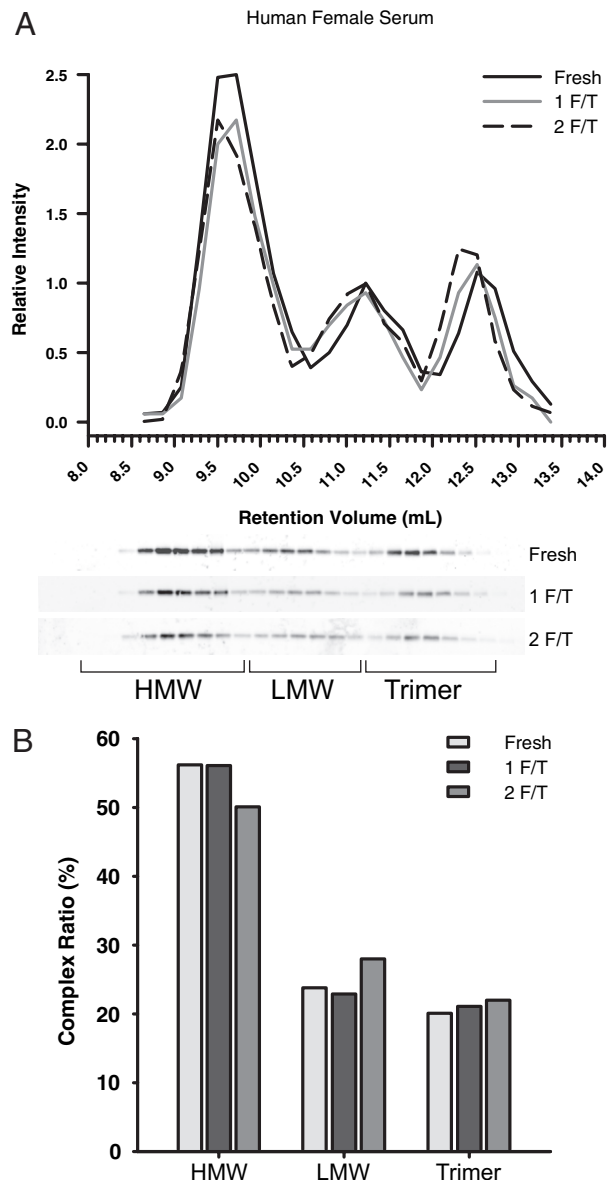 A
Human Female Serum
Fresh
1 F/T
2 F/T
Relative Intensity
2.5
2.0
1.5
1.0
0.5
0.0
8.0 8.5 9.0 9.5 10.0 10.5 11.0 11.5 12.0 12.5 13.0 13.5 14.0
Retention Volume (mL)
Fresh
1 F/T
2 F/T
HMW LMW Trimer
B
Fresh
1 F/T
2 F/T
Complex Ratio (%)
60
50
40
30
20
10
0
HMW LMW Trimer